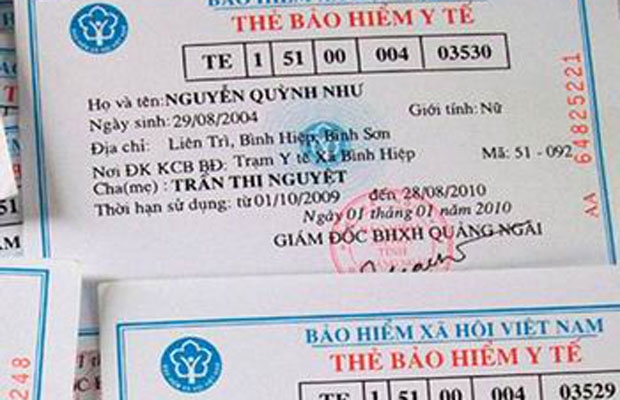 BẢO HIỂM
THẺ BẢO HIỂM Y TẾ
TE 1 51 00 004 03530
Họ và tên:NGUYỄN QUỲNH NHƯ
Ngày sinh: 29/08/2004 Giới tính: Nữ
Địa chỉ: Liên Trì, Bình Hiệp, Bình Sơn
Nơi ĐK KCB BĐ: Trạm Y tế Xã Bình Hiệp Mã: 51 - 092
Cha(mẹ) : TRẦN THI NGUYỆT
Thời hạn sử dụng: từ 01/10/2009 đến 28/08/2010
Ngày 01 tháng 01 năm 2010
GIÁM ĐỐC BHXH QUẢNG NGÃI
AA 64825221
248
BẢO HIỂM XÃ HỘI VIỆT NAM
THẺ BẢO HIỂM Y TẾ
TE 1 51 00 004 03529